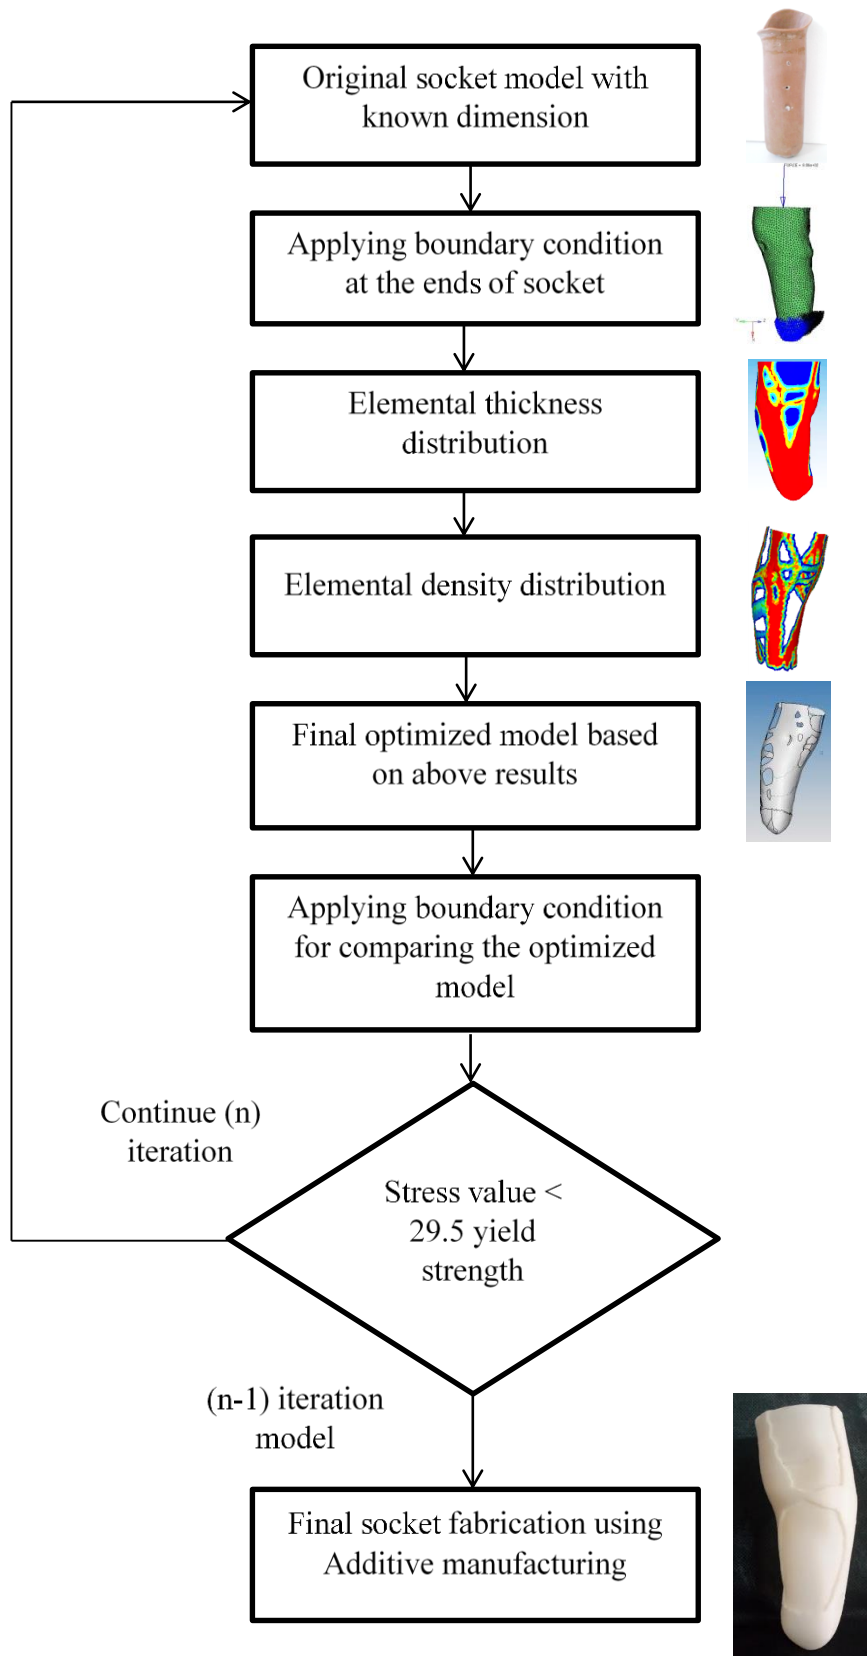 Original socket model with
known dimension
Applying boundary condition
at the ends of socket
Elemental thickness
distribution
Elemental density distribution
Final optimized model based
on above results
Applying boundary condition
for comparing the optimized
model
Continue (n)
iteration
Stress value <
29.5 yield
strength
(n-1) iteration
model
Final socket fabrication using
Additive manufacturing